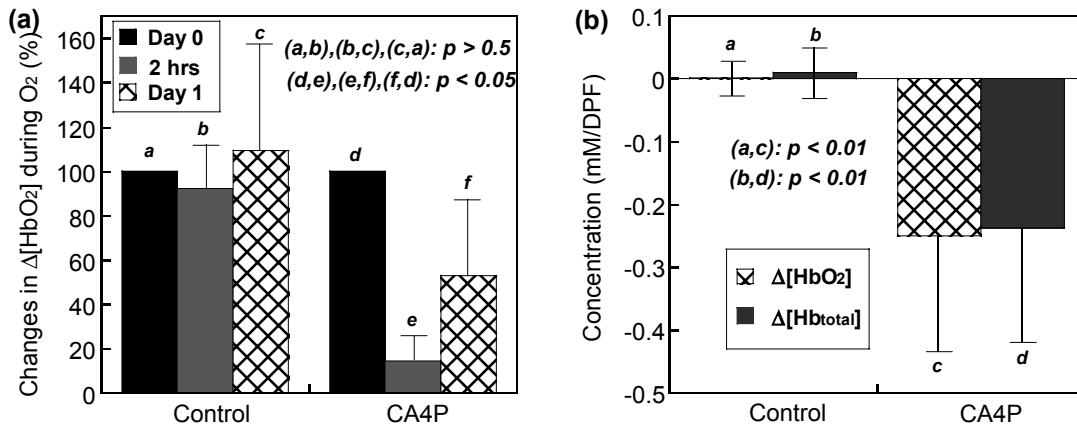 (a)
Changes in Δ[HbO2] during O2 (%)
160
140
120
100
80
60
40
20
0
Day 0
2 hrs
Day 1
(a,b),(b,c),(c,a): p > 0.5
(d,e),(e,f),(f,d): p < 0.05
a
b
c
d
e
f
Control
CA4P
(b)
Concentration (mM/DPF)
0.1
0
-0.1
-0.2
-0.3
-0.4
-0.5
a
b
(a,c): p < 0.01
(b,d): p < 0.01
Δ[HbO2]
Δ[Hbtotal]
c
d
Control
CA4P